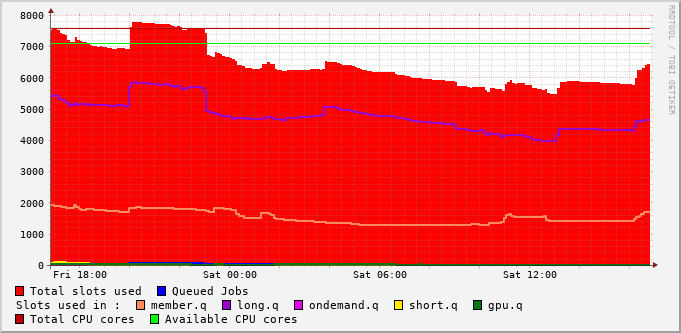 8000
7000
6000
5000
4000
3000
2000
1000
0
Fri 18:00 Sat 00:00 Sat 06:00 Sat 12:00
RRDTOOL / TOBI OETIKER
Total slots used Queued Jobs
Slots used in : member.q long.q ondemand.q short.q gpu.q
Total CPU cores Available CPU cores